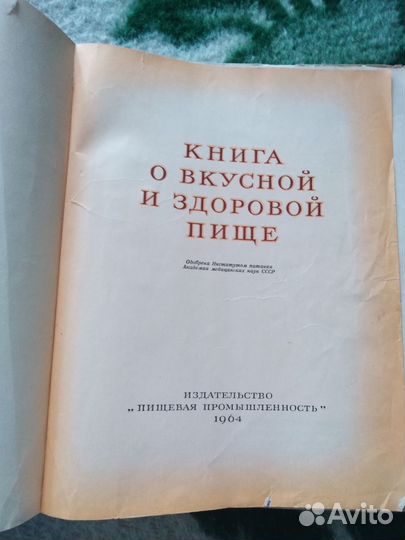 КНИГА
О ВКУСНОЙ
И ЗДОРОВОЙ
ПИЩЕ
Одобрена Институтом питания
Академии медицинских наук СССР
ИЗДАТЕЛЬСТВО
„ПИЩЕВАЯ ПРОМЫШЛЕННОСТЬ"
1964
Avito